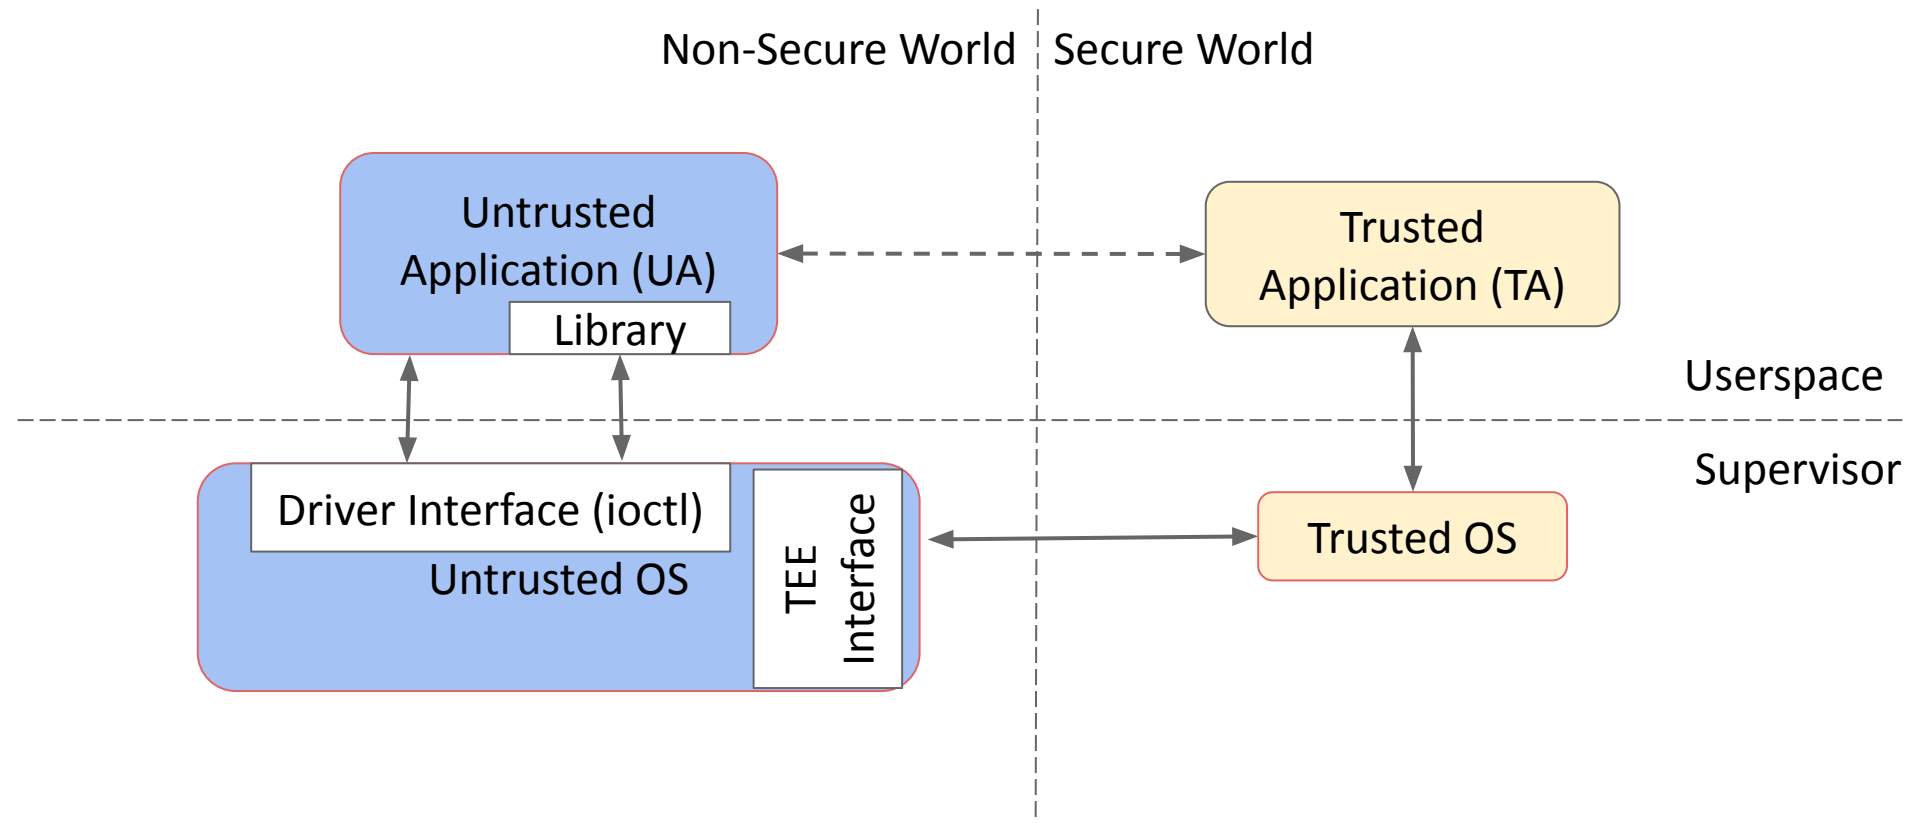 Non-Secure World
Secure World
Untrusted
Application (UA)
Library
Trusted
Application (TA)
Userspace
Supervisor
Driver Interface (ioctl)
Untrusted OS
TEE
Interface
Trusted OS